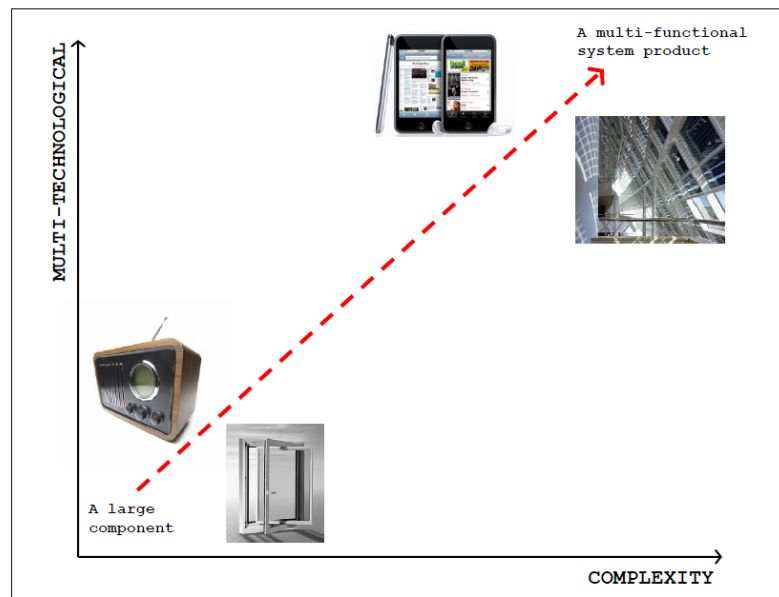 A multi-functional
system product
MULTI-TECHNOLOGICAL
A large
component
COMPLEXITY